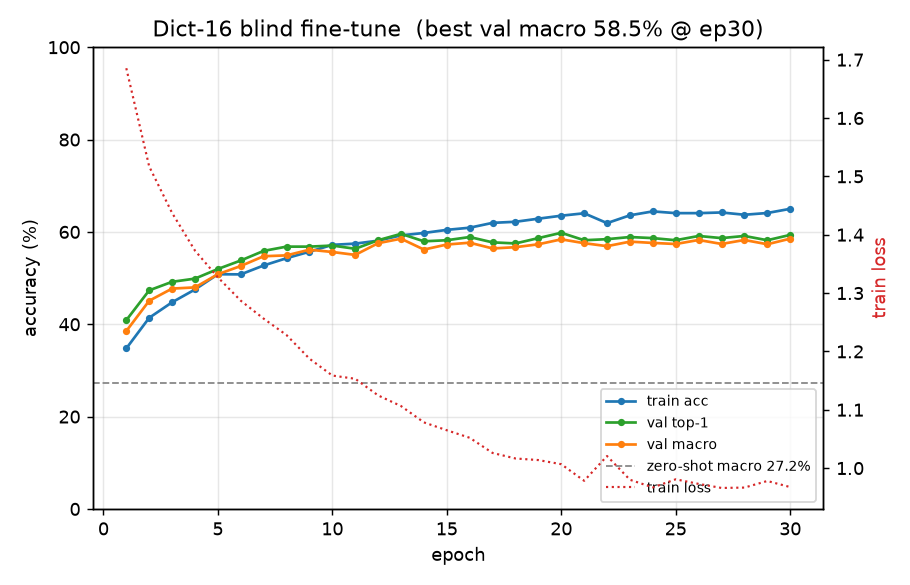 Dict-16 blind fine-tune  (best val macro 58.5% @ ep30)
100
80
60
40
20
0
accuracy (%)
1.7
1.6
1.5
1.4
1.3
1.2
1.1
1.0
train loss
train acc
val top-1
val macro
zero-shot macro 27.2%
train loss
0 5 10 15 20 25 30
epoch